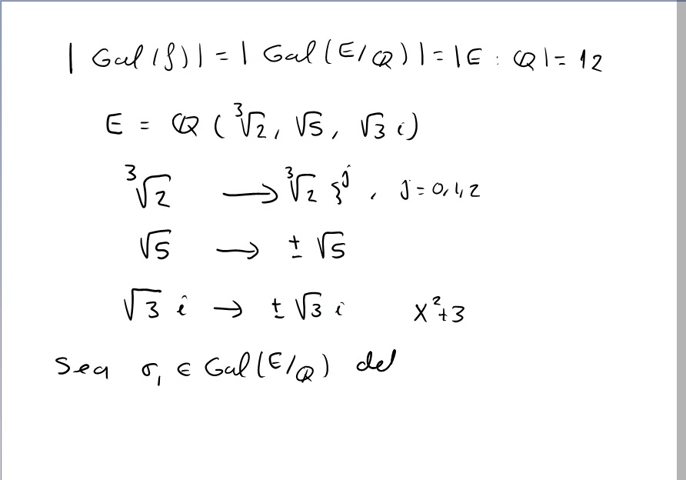 | Gal(f)| = | Gal(E/ℚ)| = |E : ℚ| = 12
E = ℚ(∛2, √5, √3 i)
∛2 → ∛2 ξ^j , j = 0,1,2
√5 → ± √5
√3 i → ± √3 i x²+3
Sea σ₁ ∈ Gal(E/ℚ) del